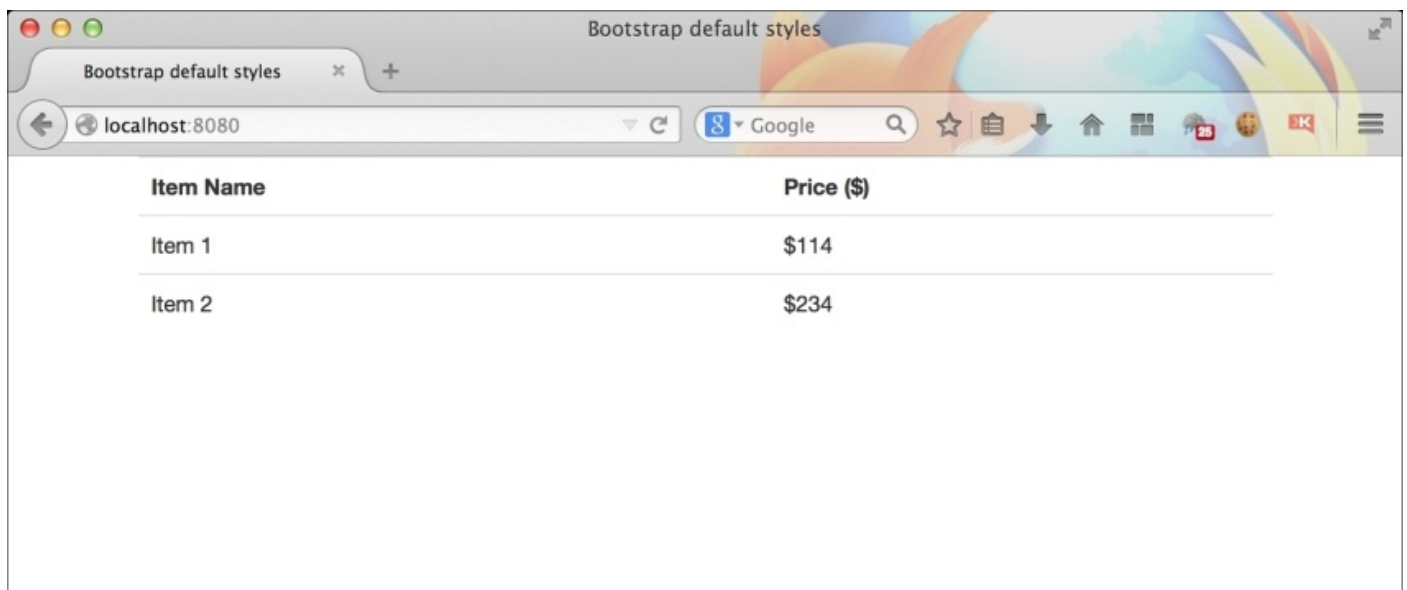 Bootstrap default styles
Bootstrap default styles
localhost:8080
8 Google
25
K
Item Name Price ($)
Item 1 $114
Item 2 $234